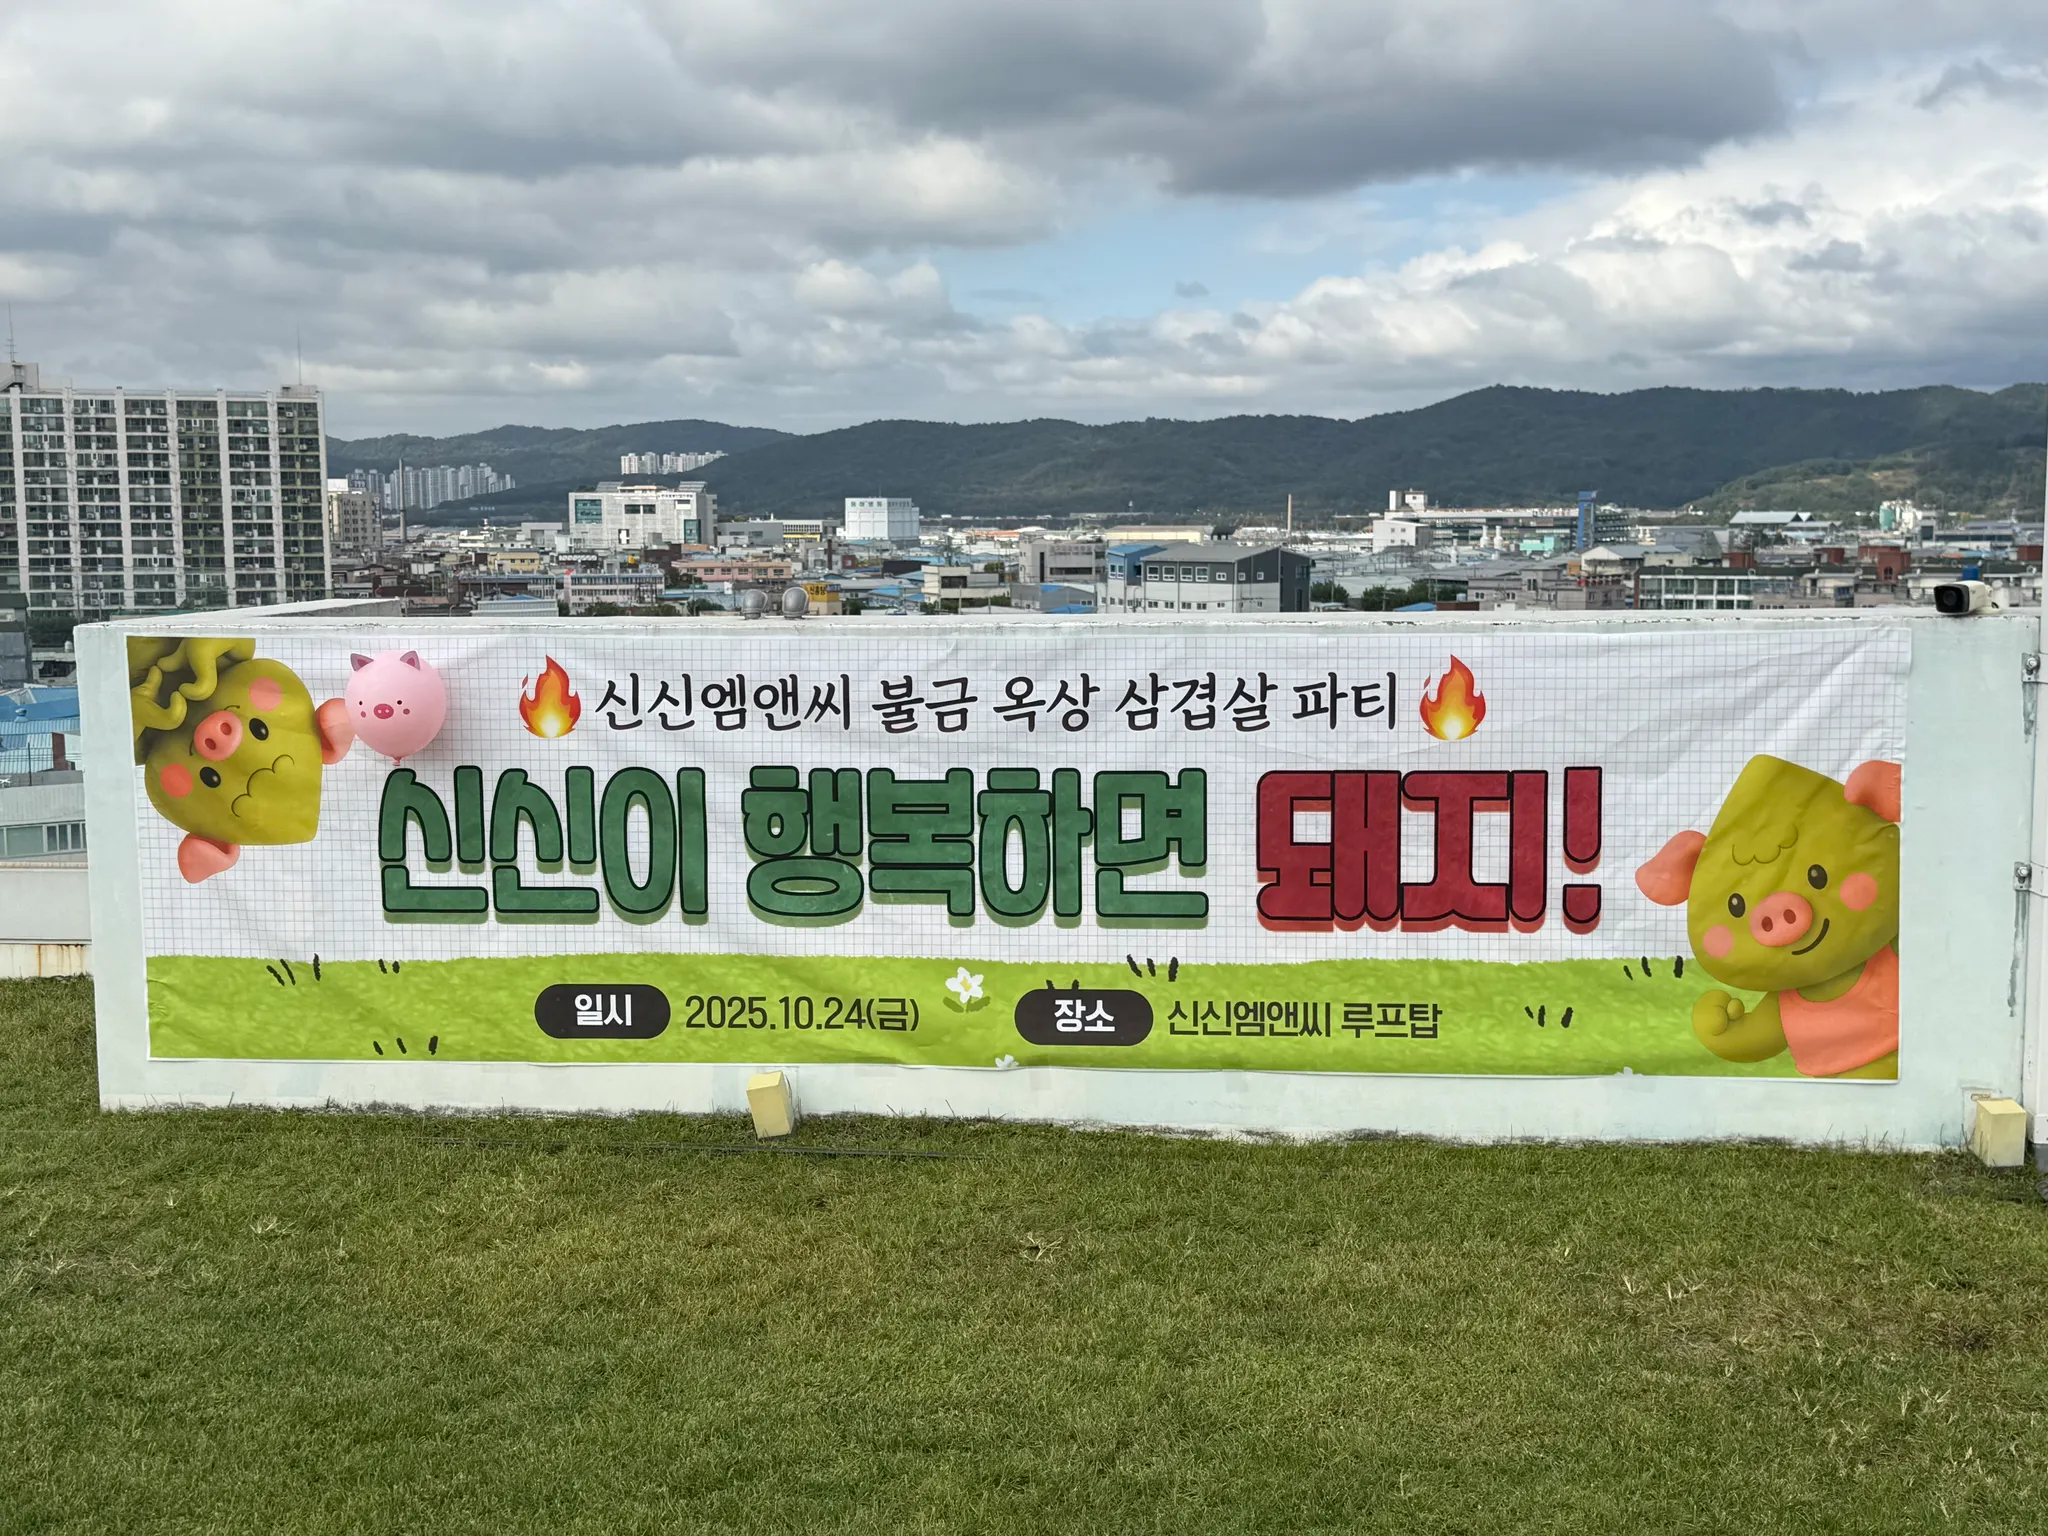 신신엠앤씨 불금 옥상 삼겹살 파티
신신이 행복하면 돼지!
일시 2025.10.24(금) 장소 신신엠앤씨 루프탑